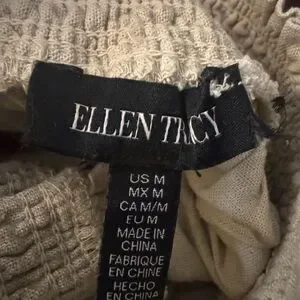 ELLEN TRACY
US M
MX M
CA M/M
EU M
MADE IN
CHINA
FABRIQUE
EN CHINE
HECHO
EN CHINA